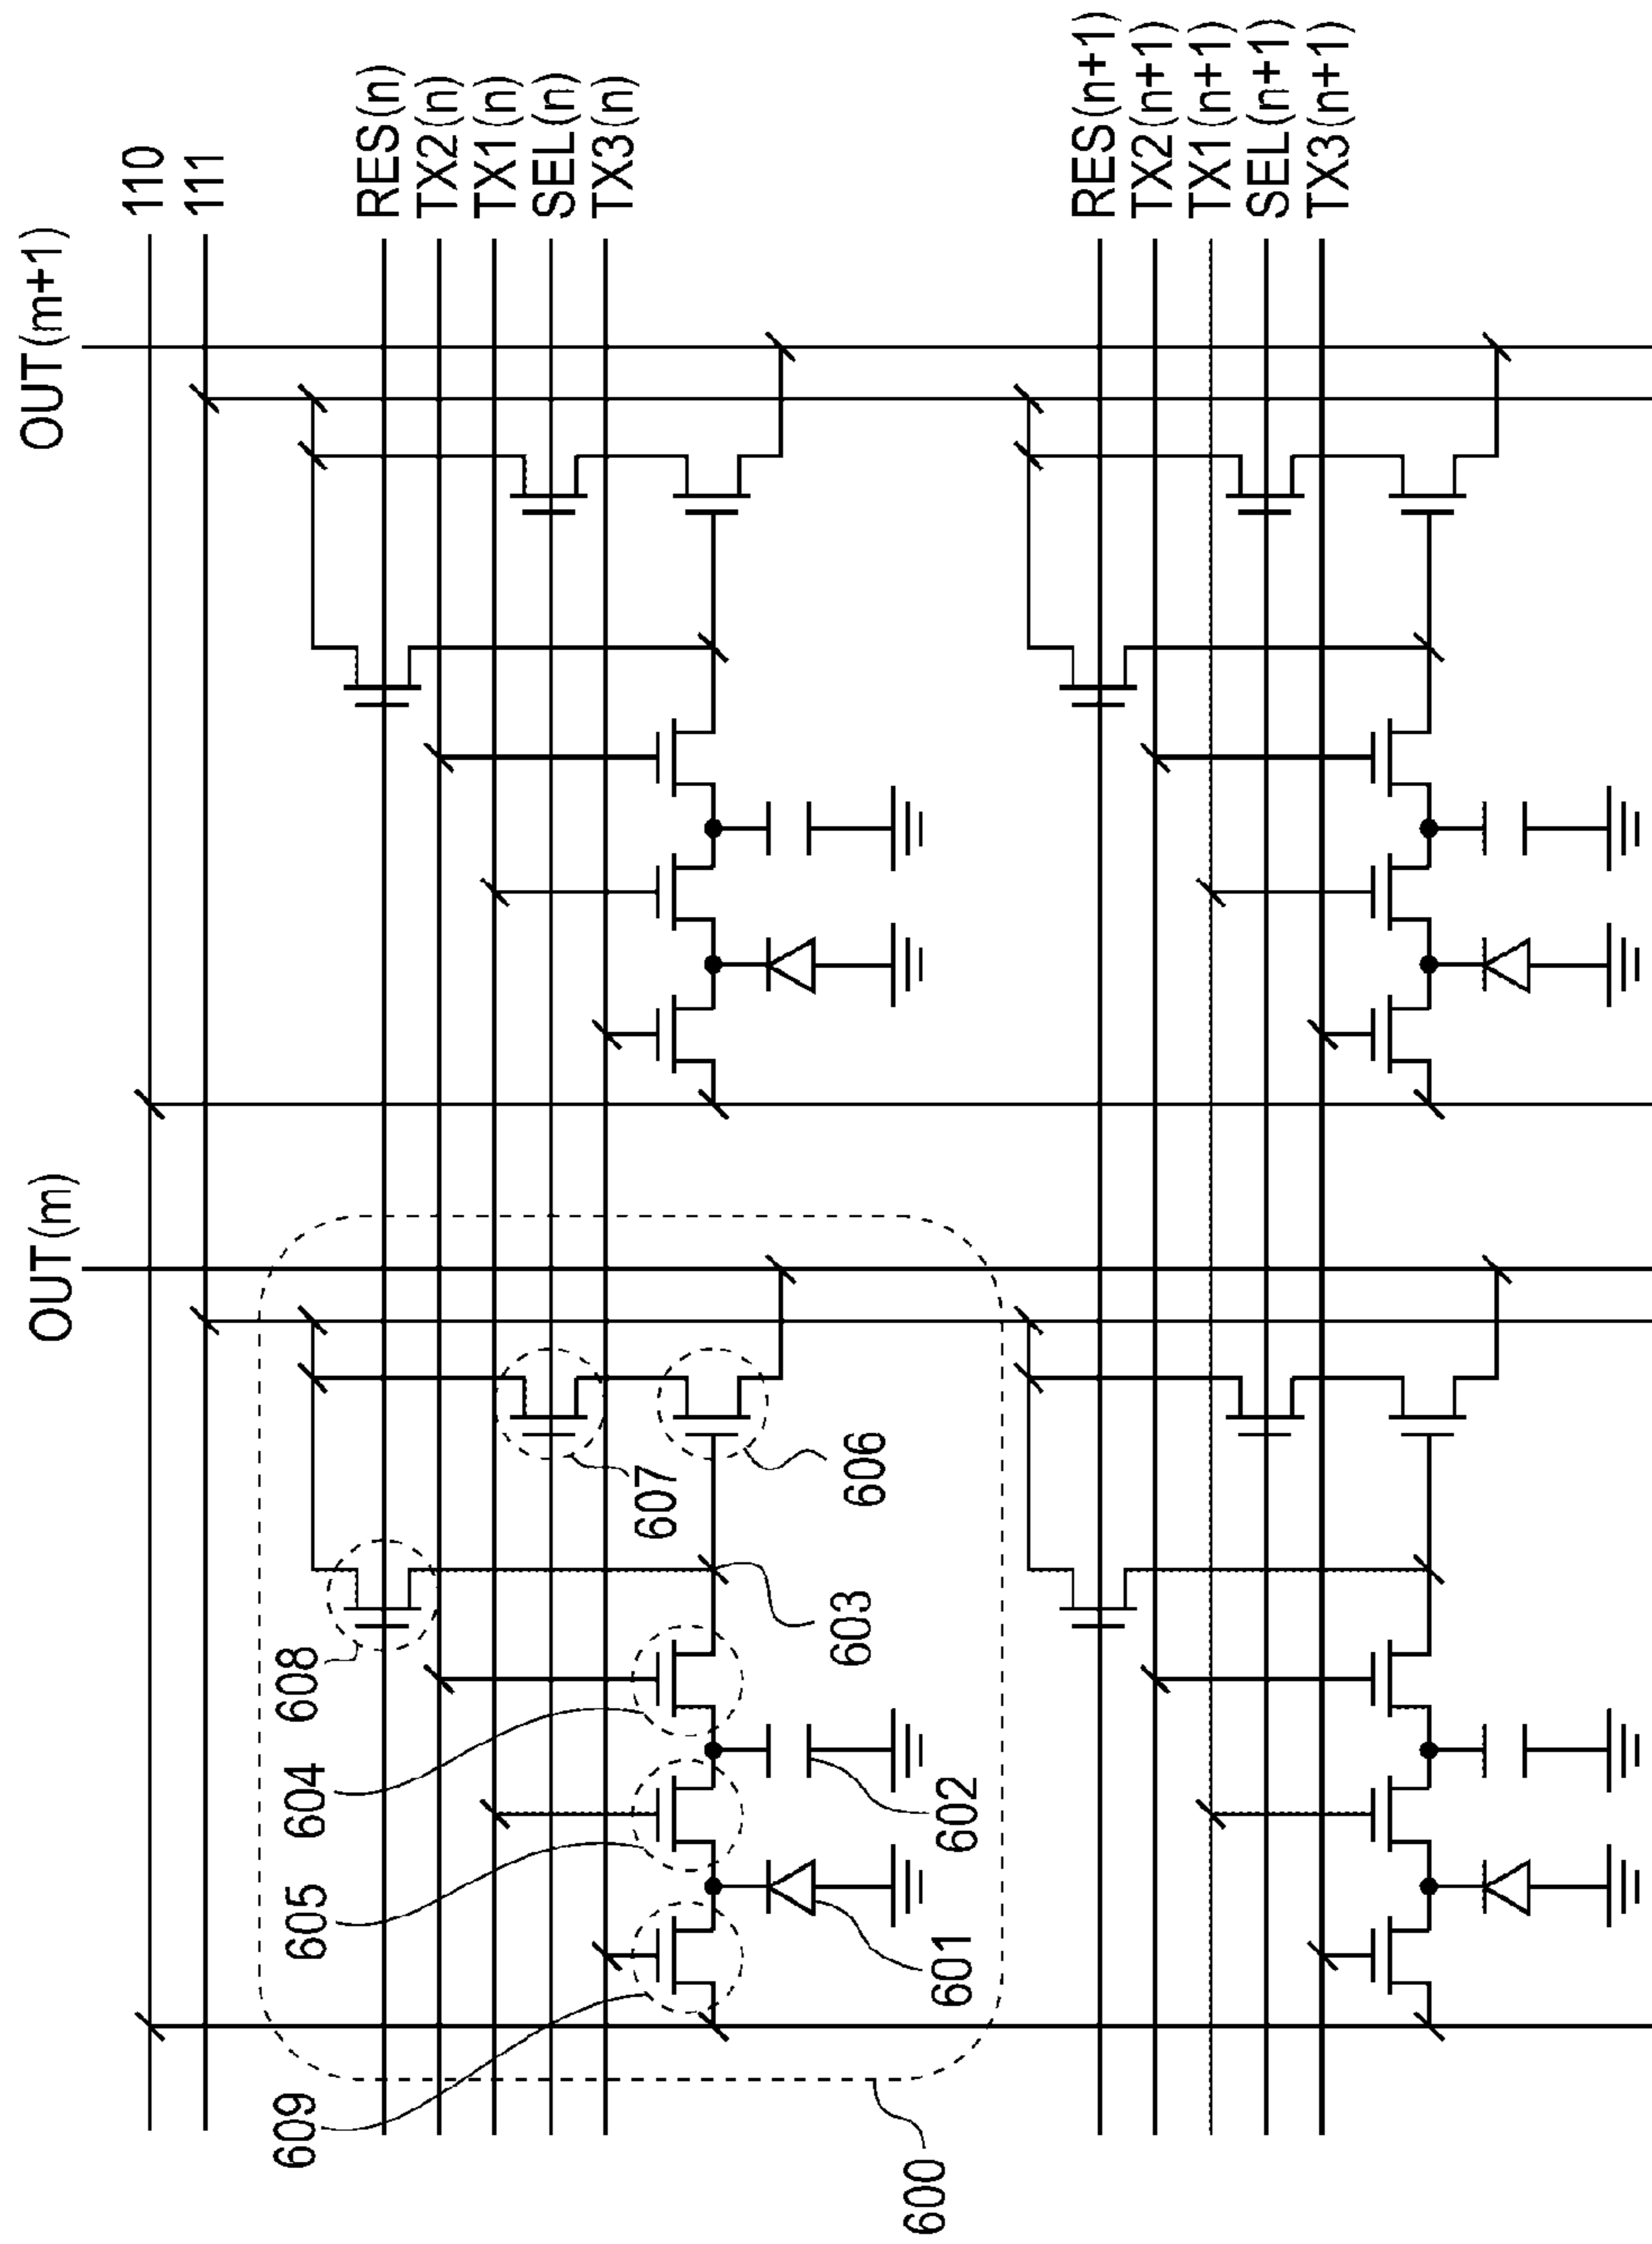 110
111
RES(n)
TX2(n)
TX1(n)
SEL(n)
TX3(n)
RES(n+1)
TX2(n+1)
TX1(n+1)
SEL(n+1)
TX3(n+1)
OUT(m+1)
OUT(m)
607
606
608
603
604
602
605
601
609
600